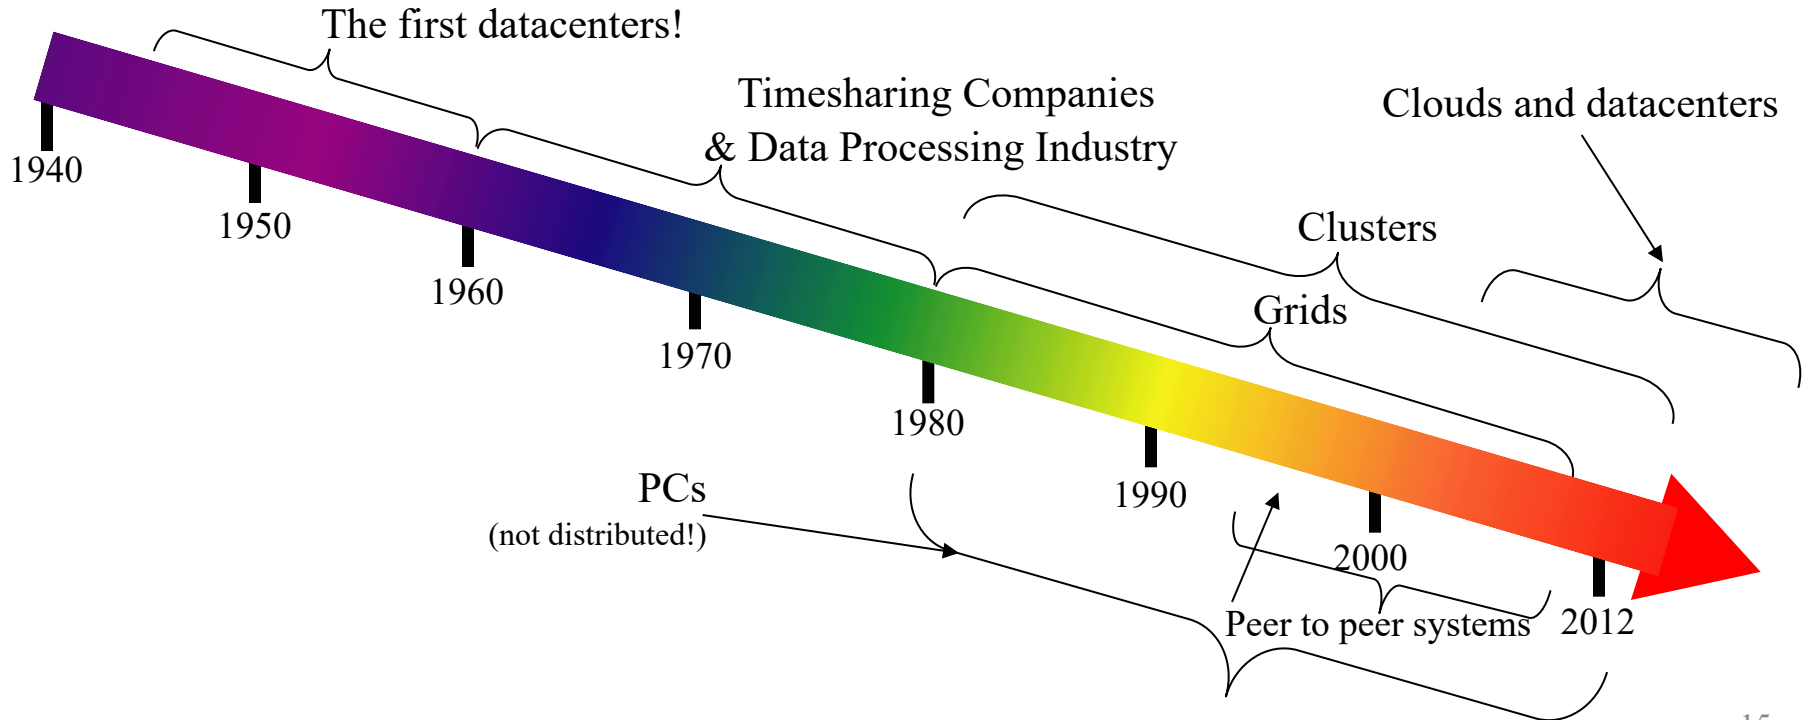 The first datacenters!
Timesharing Companies
& Data Processing Industry
Clouds and datacenters
Clusters
Grids
1940
1950
1960
1970
1980
1990
2000
2012
PCs
(not distributed!)
Peer to peer systems